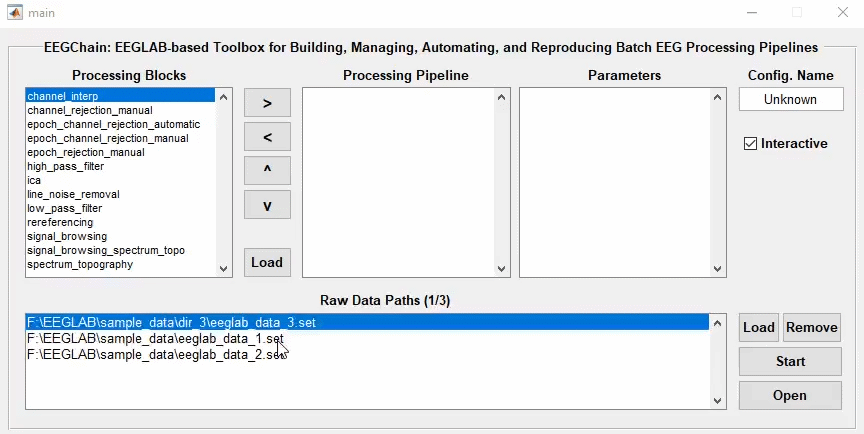 main
EEGChain: EEGLAB-based Toolbox for Building, Managing, Automating, and Reproducing Batch EEG Processing Pipelines
Processing Blocks
Processing Pipeline
Parameters
Config. Name
channel_interp
channel_rejection_manual
epoch_channel_rejection_automatic
epoch_channel_rejection_manual
epoch_rejection_manual
high_pass_filter
ica
line_noise_removal
low_pass_filter
rereferencing
signal_browsing
signal_browsing_spectrum_topo
spectrum_topography
>
<
^
v
Load
Unknown
Interactive
Raw Data Paths (1/3)
F:\EEGLAB\sample_data\dir_3\eeglab_data_3.set
F:\EEGLAB\sample_data\eeglab_data_1.set
F:\EEGLAB\sample_data\eeglab_data_2.set
Load
Remove
Start
Open